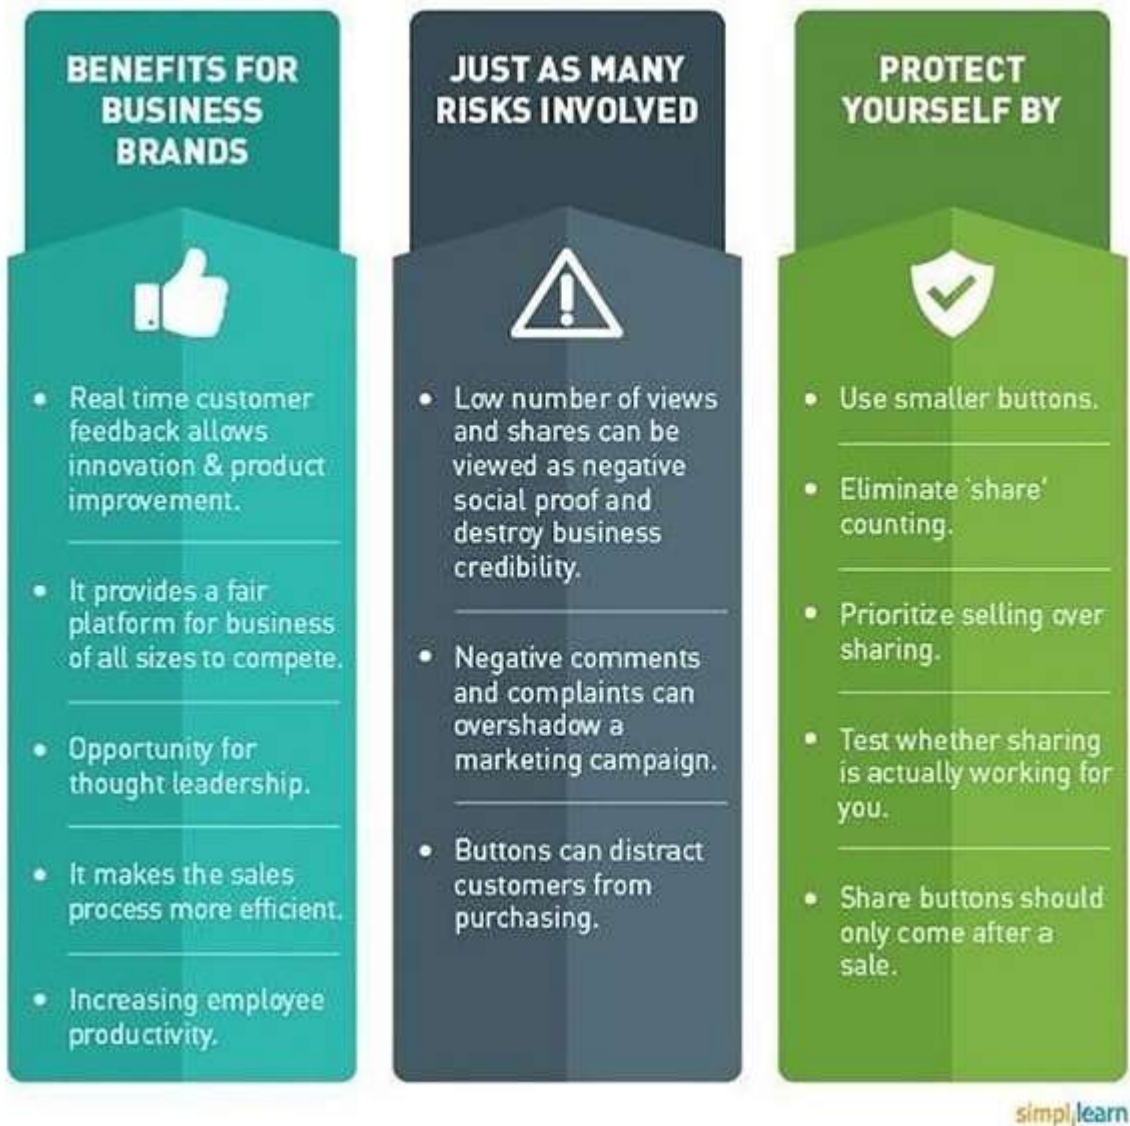 BENEFITS FOR
BUSINESS
BRANDS
Real time customer
feedback allows
innovation & product
improvement.
It provides a fair
platform for business
of all sizes to compete.
Opportunity for
thought leadership.
It makes the sales
process more efficient.
Increasing employee
productivity.
JUST AS MANY
RISKS INVOLVED
Low number of views
and shares can be
viewed as negative
social proof and
destroy business
credibility.
Negative comments
and complaints can
overshadow a
marketing campaign.
Buttons can distract
customers from
purchasing.
PROTECT
YOURSELF BY
Use smaller buttons.
Eliminate 'share'
counting.
Prioritize selling over
sharing.
Test whether sharing
is actually working for
you.
Share buttons should
only come after a
sale.
simplilearn